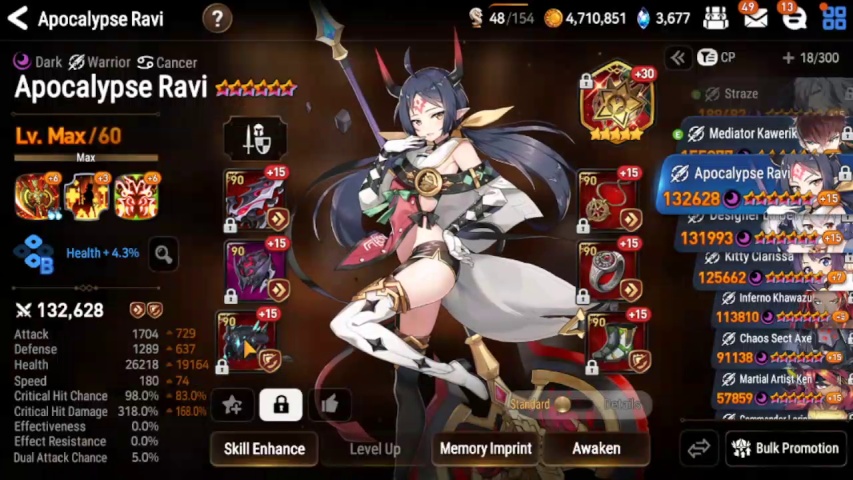 Apocalypse Ravi
?
48/154
4,710,851
3,677
49
13
Dark Warrior Cancer
Apocalypse Ravi
Lv. Max/60
Max
+6
+3
+6
B
Health + 4.3%
132,628
Attack 1704 729
Defense 1289 637
Health 26218 19164
Speed 180 74
Critical Hit Chance 98.0% 83.0%
Critical Hit Damage 318.0% 168.0%
Effectiveness 0.0%
Effect Resistance 0.0%
Dual Attack Chance 5.0%
90 +15
90 +15
90 +15
+30
90 +15
90 +15
90 +15
Standard Details
Skill Enhance
Level Up
Memory Imprint
Awaken
CP
+ 18/300
Straze
Mediator Kawerik
Apocalypse Ravi
132628
+15
131993
+15
Kitty Clarissa
125662
Inferno Khawazu
113810
Chaos Sect Axe
91138
+15
Martial Artist Ken
57859
+15
Bulk Promotion